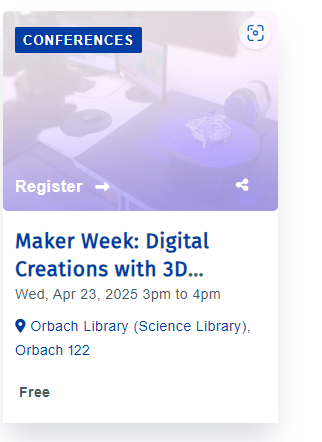 CONFERENCES
Register
Maker Week: Digital
Creations with 3D...
Wed, Apr 23, 2025 3pm to 4pm
Orbach Library (Science Library),
Orbach 122
Free